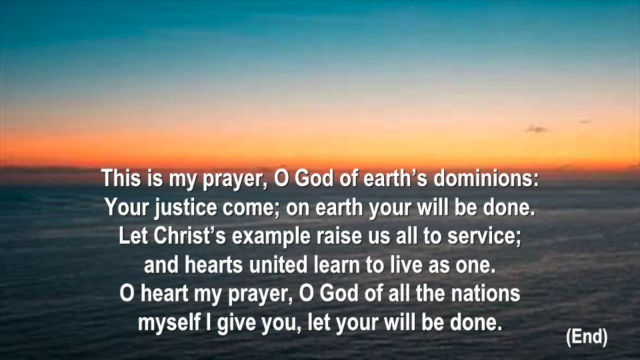 This is my prayer, O God of earth's dominions:
Your justice come; on earth your will be done.
Let Christ's example raise us all to service;
and hearts united learn to live as one.
O heart my prayer, O God of all the nations
myself I give you, let your will be done.
(End)